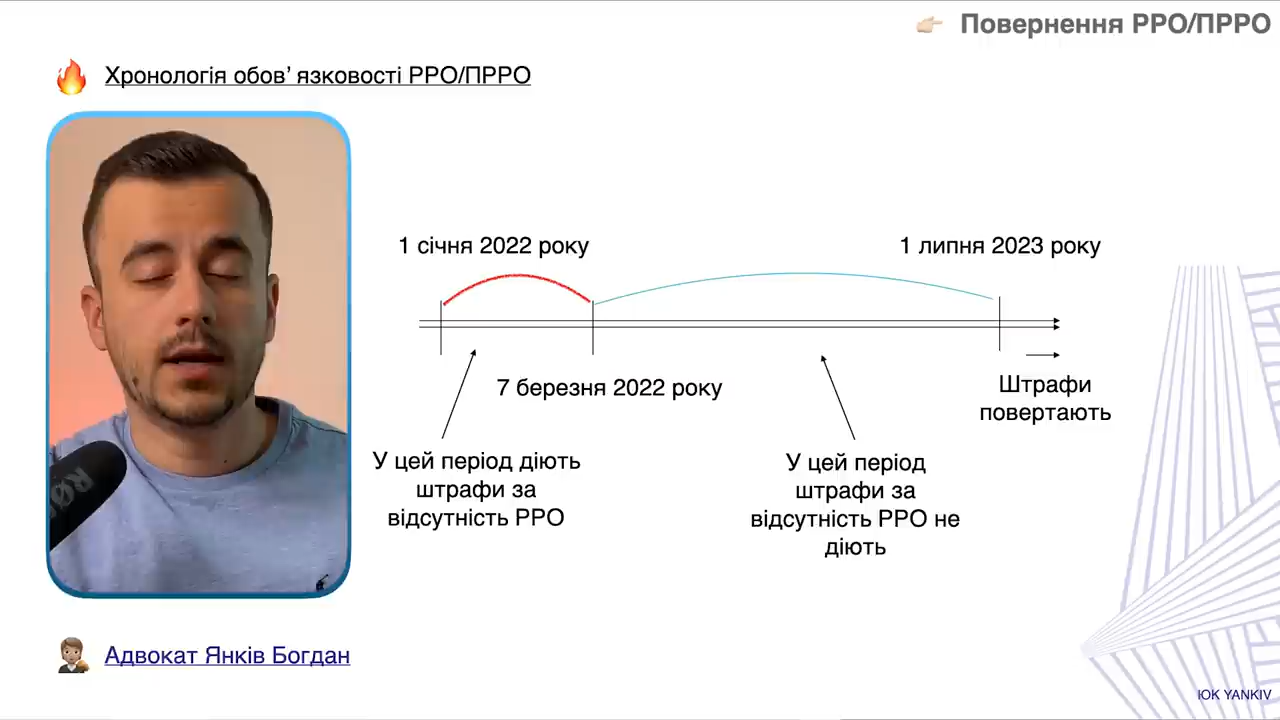 Повернення РРО/ПРРО
Хронологія обов’ язковості РРО/ПРРО
1 січня 2022 року
1 липня 2023 року
7 березня 2022 року
Штрафи
повертають
У цей період діють
штрафи за
відсутність РРО
У цей період
штрафи за
відсутність РРО не
діють
Адвокат Янків Богдан
ЮК YANKIV